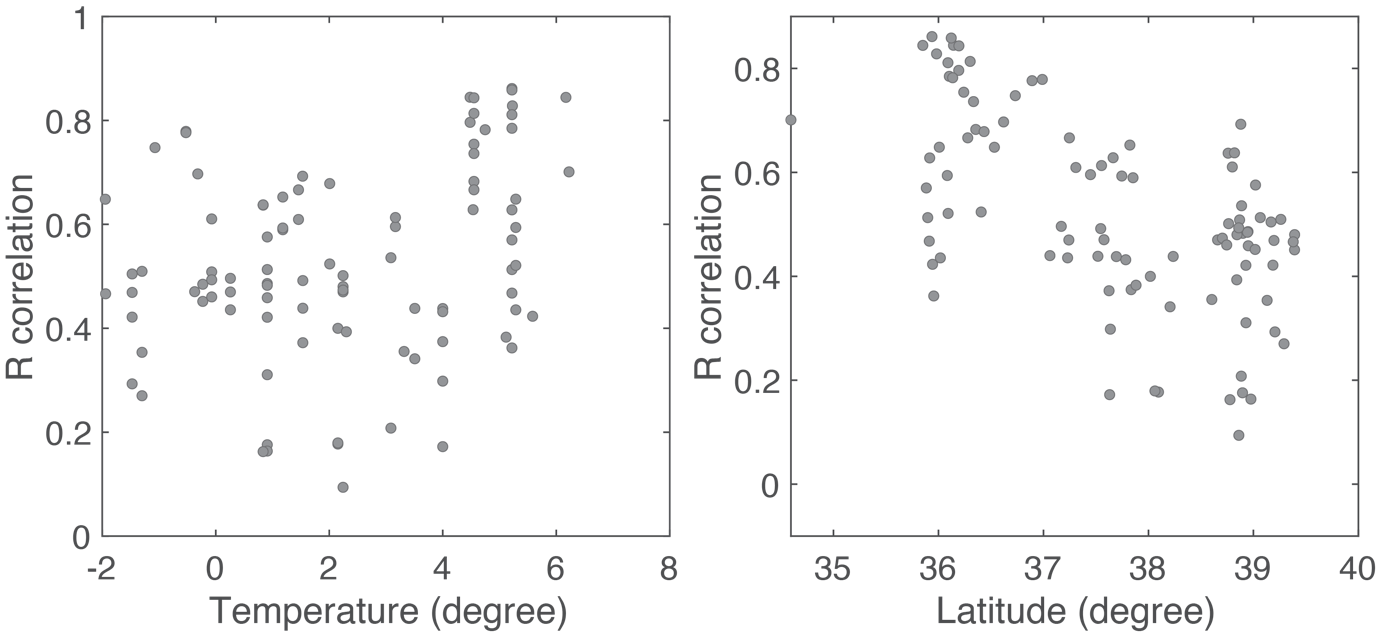 1
0.8
0.6
0.4
0.2
0
-2 0 2 4 6 8
R correlation
Temperature (degree)
0.8
0.6
0.4
0.2
0
35 36 37 38 39 40
R correlation
Latitude (degree)